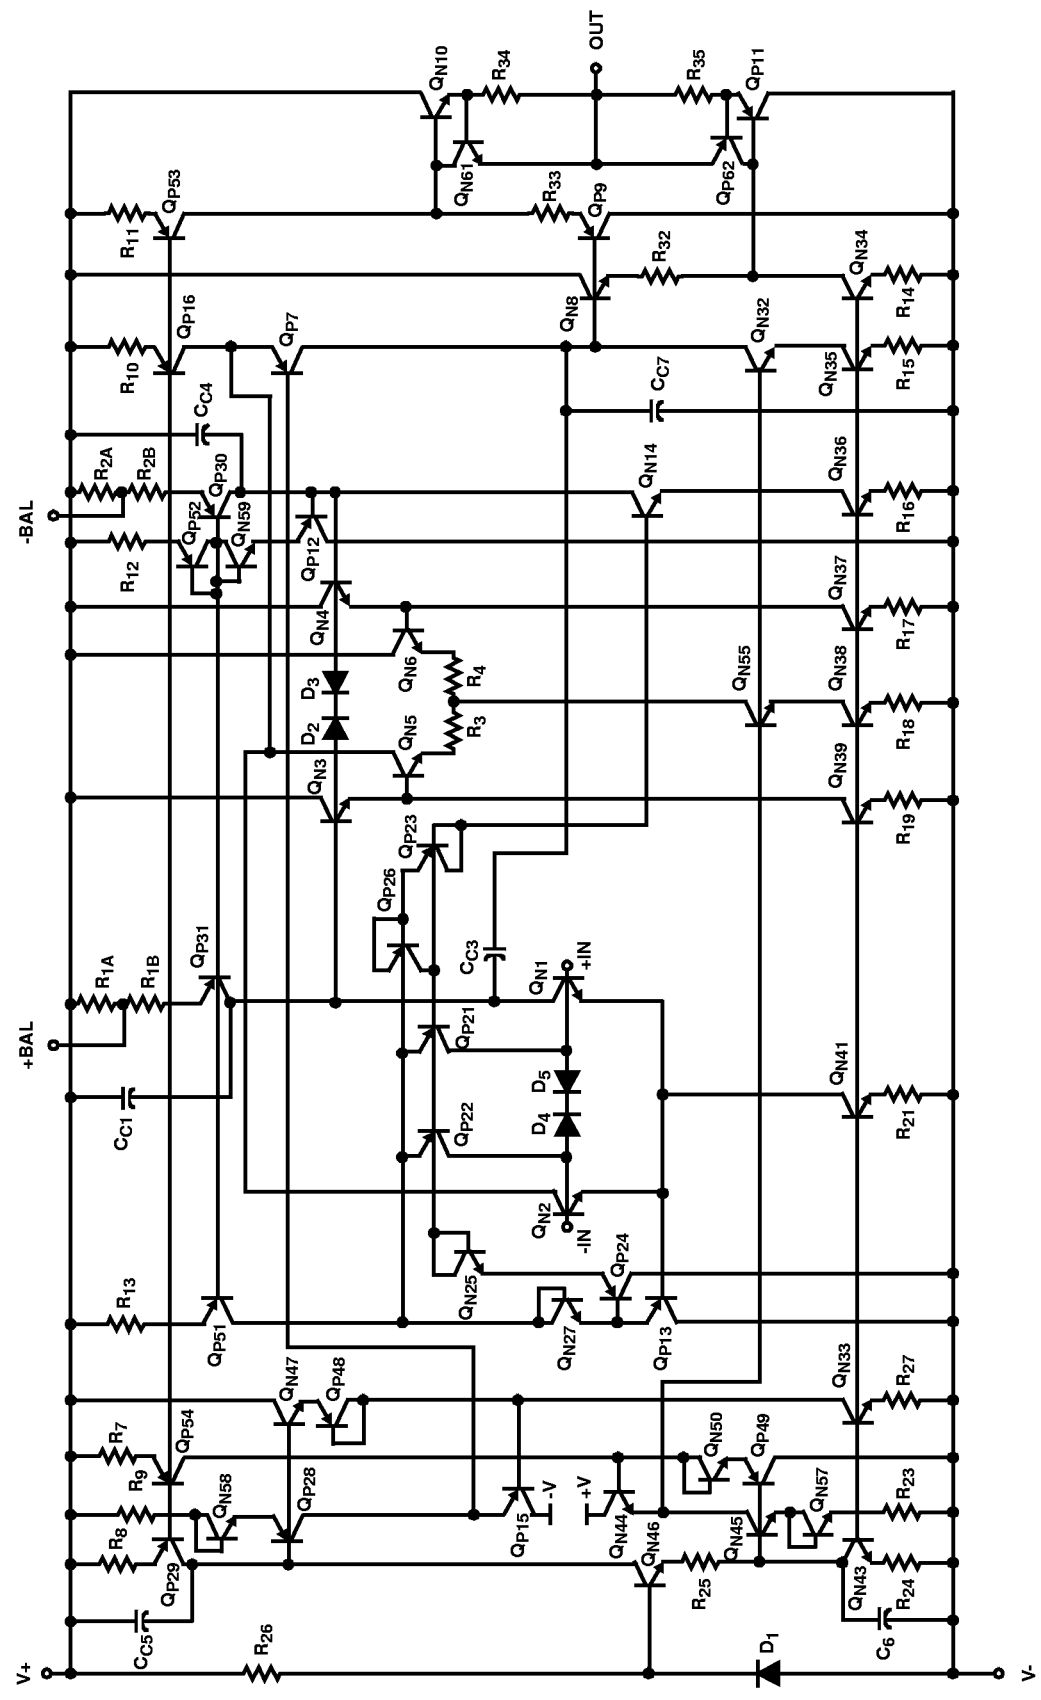 V+
+BAL
-BAL
R1A
R2A
R8
R7
R9
R13
CC1
R1B
R12
R2B
R10
R11
CC5
QP29
QP54
QP31
QP52
QP16
QP53
QN58
QP51
QP30
CC4
QN59
R26
QP28
QN47
QP7
QP12
QN3
D2
D3
QN4
QP48
QP26
QP23
QN5
QN6
QN10
QP22
QP21
QN25
CC3
R3
R4
QN61
R34
QP15
-V
QN2
D4
D5
QN1
R33
QN27
QN8
+V
-IN
+IN
QP9
OUT
QN44
QP24
QN46
QP13
QN14
CC7
R32
R25
R35
QN50
QN45
QP49
QN55
QP62
QN32
QP11
D1
QN57
QN33
QN41
QN39
QN38
QN37
QN36
QN35
QN34
QN43
C6
R24
R23
R27
R21
R19
R18
R17
R16
R15
R14
V-